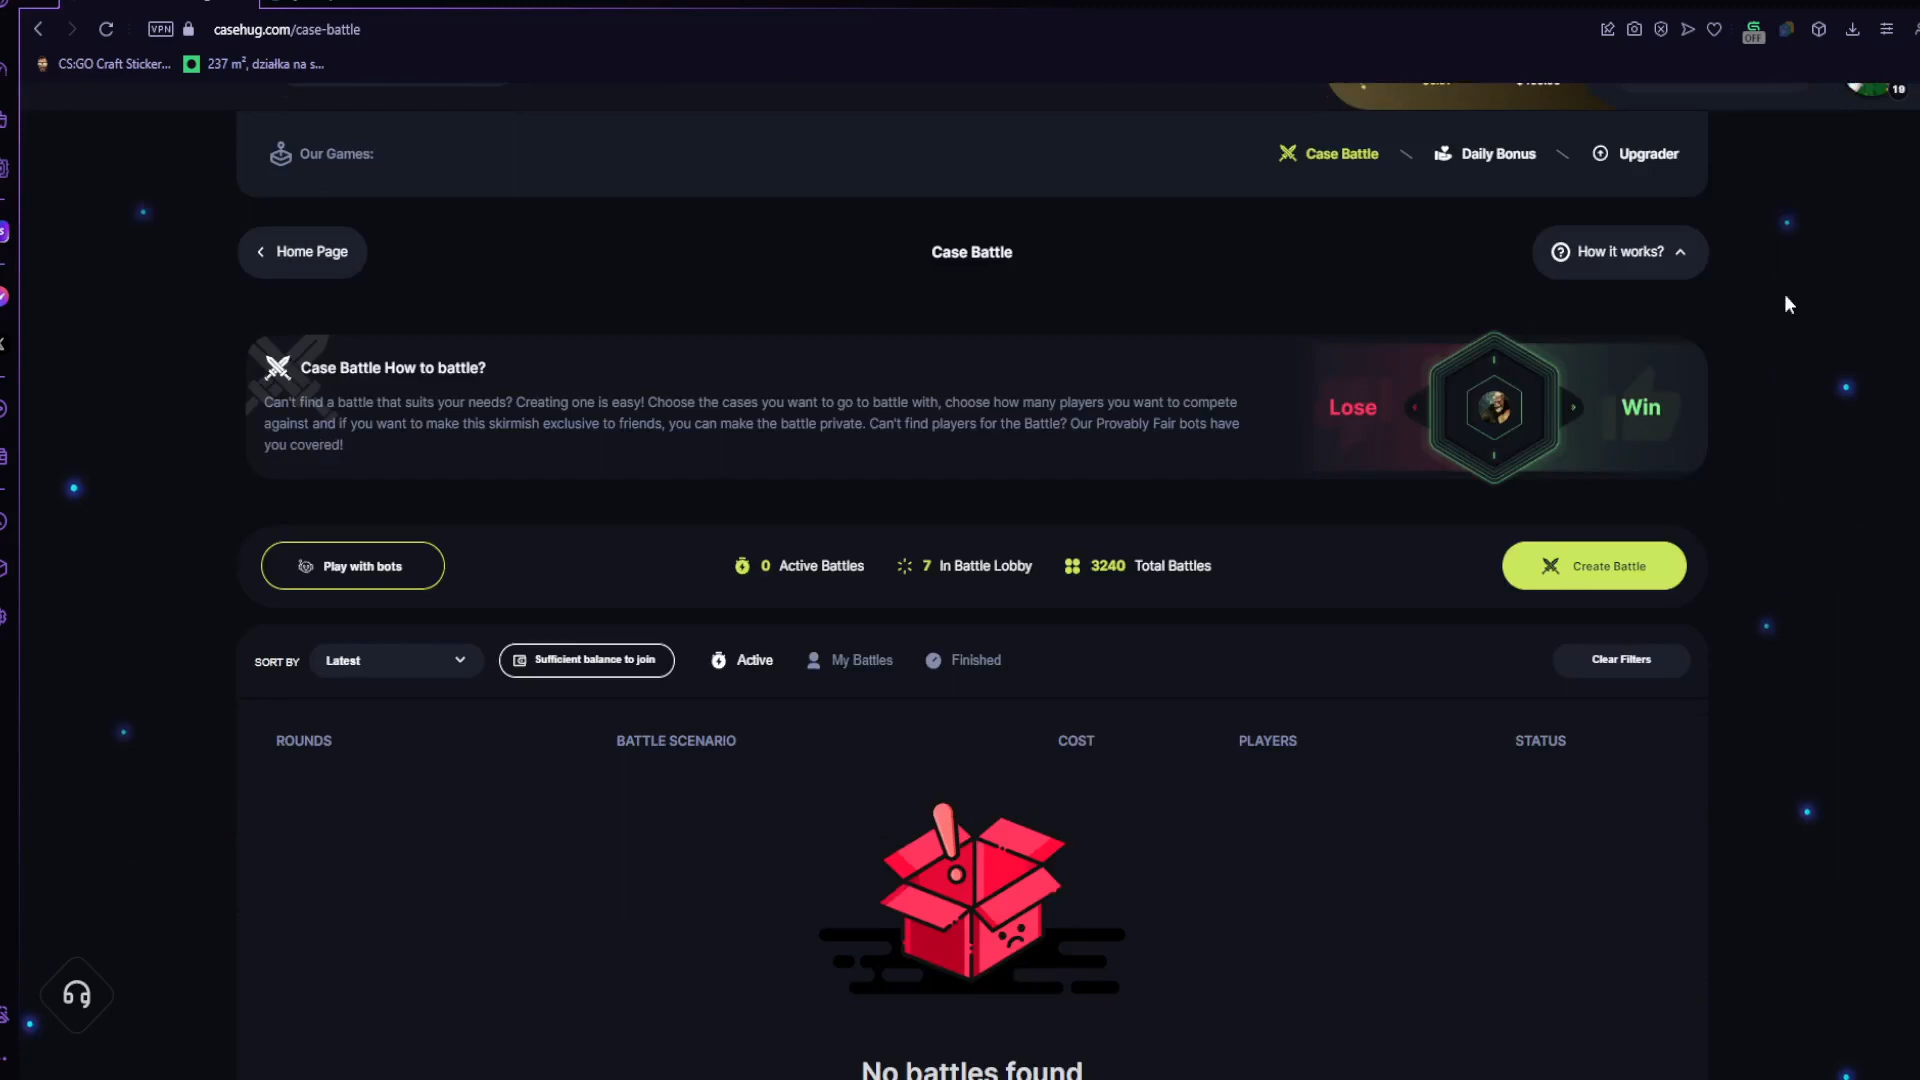 casehug.com/case-battle
VPN
OFF
CS:GO Craft Sticker...
237 m², działka na s...
19
Our Games:
Case Battle
Daily Bonus
Upgrader
Home Page
Case Battle
How it works?
Case Battle How to battle?
Can't find a battle that suits your needs? Creating one is easy! Choose the cases you want to go to battle with, choose how many players you want to compete
against and if you want to make this skirmish exclusive to friends, you can make the battle private. Can't find players for the Battle? Our Provably Fair bots have
you covered!
Lose
Win
Play with bots
0 Active Battles
7 In Battle Lobby
3240 Total Battles
Create Battle
SORT BY
Latest
Sufficient balance to join
Active
My Battles
Finished
Clear Filters
ROUNDS
BATTLE SCENARIO
COST
PLAYERS
STATUS
No battles found